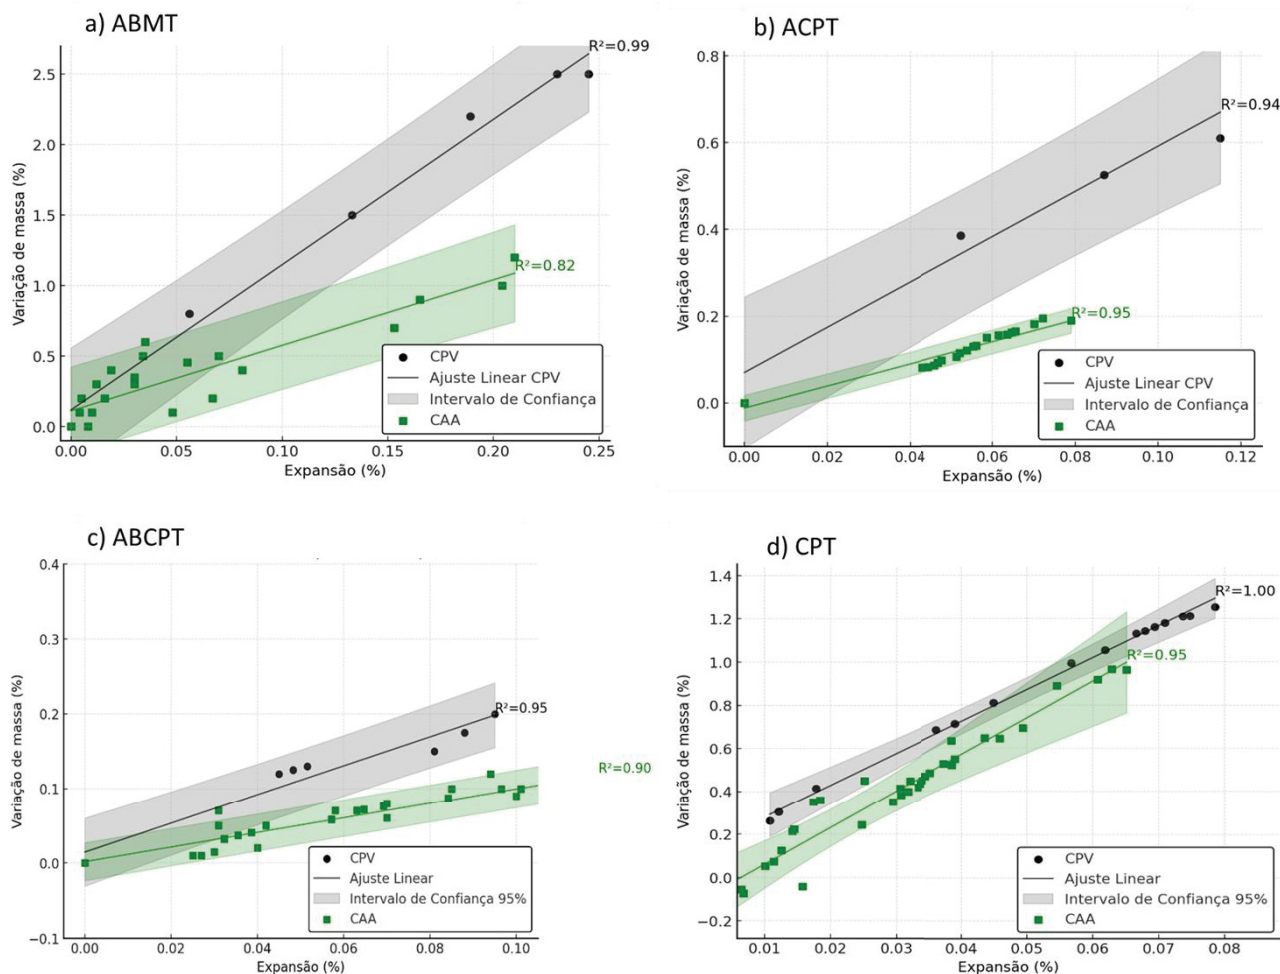 a) ABMT
R²=0.99
2.5
2.0
1.5
1.0
0.5
0.0
Variação de massa (%)
R²=0.82
CPV
Ajuste Linear CPV
Intervalo de Confiança
CAA
0.00 0.05 0.10 0.15 0.20 0.25
Expansão (%)
b) ACPT
0.8
0.6
0.4
0.2
0.0
Variação de massa (%)
R²=0.94
R²=0.95
CPV
Ajuste Linear CPV
Intervalo de Confiança
CAA
0.00 0.02 0.04 0.06 0.08 0.10 0.12
Expansão (%)
c) ABCPT
0.4
0.3
0.2
0.1
0.0
−0.1
Variação de massa (%)
R²=0.95
R²=0.90
CPV
Ajuste Linear
Intervalo de Confiança 95%
CAA
0.00 0.02 0.04 0.06 0.08 0.10
Expansão (%)
d) CPT
1.4
1.2
1.0
0.8
0.6
0.4
0.2
0.0
−0.2
Variação de massa (%)
R²=1.00
R²=0.95
CPV
Ajuste Linear
Intervalo de Confiança 95%
CAA
0.01 0.02 0.03 0.04 0.05 0.06 0.07 0.08
Expansão (%)